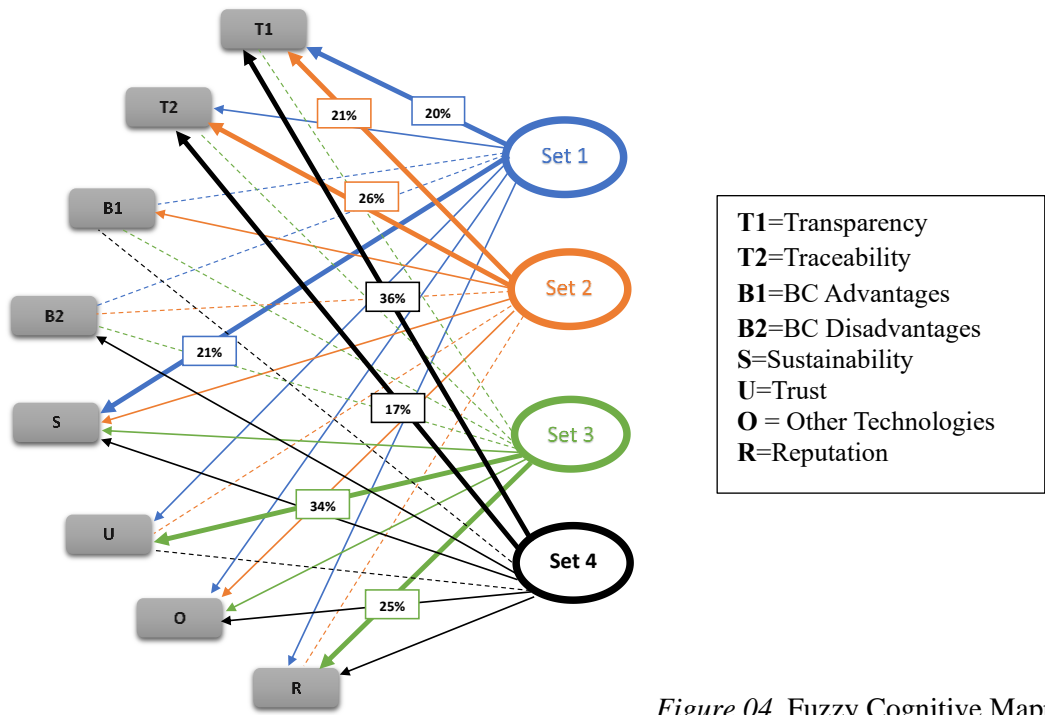 T1
T2
B1
B2
S
U
O
R
20%
21%
26%
36%
21%
17%
34%
25%
Set 1
Set 2
Set 3
Set 4
T1=Transparency
T2=Traceability
B1=BC Advantages
B2=BC Disadvantages
S=Sustainability
U=Trust
O = Other Technologies
R=Reputation
Figure 04. Fuzzy Cognitive Map